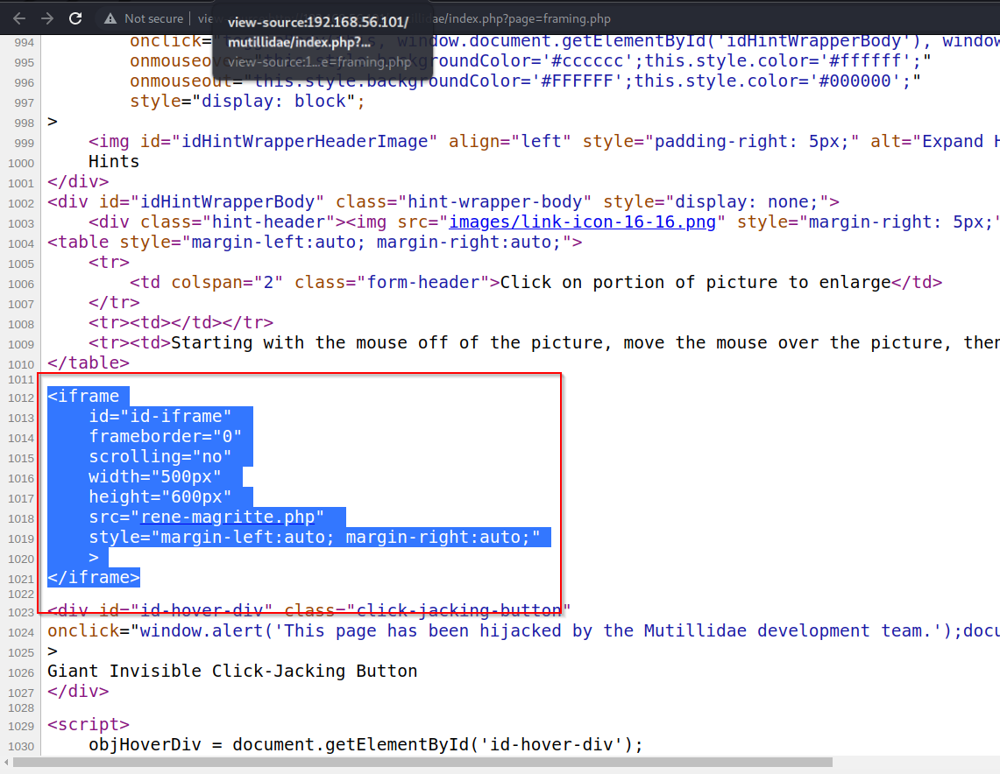 Not secure
view-source:192.168.56.101/
mutillidae/index.php?...
view-source:1...e=framing.php
illidae/index.php?page=framing.php
994 onclick="
window.document.getElementById('idHintWrapperBody'), window
995 onmouseover="this.style.backgroundColor='#cccccc';this.style.color='#ffffff';"
996 onmouseout="this.style.backgroundColor='#FFFFFF';this.style.color='#000000';"
997 style="display: block";
998 >
999 <img id="idHintWrapperHeaderImage" align="left" style="padding-right: 5px;" alt="Expand H
1000 Hints
1001 </div>
1002 <div id="idHintWrapperBody" class="hint-wrapper-body" style="display: none;">
1003 <div class="hint-header"><img src="images/link-icon-16-16.png" style="margin-right: 5px;"
1004 <table style="margin-left:auto; margin-right:auto;">
1005 <tr>
1006 <td colspan="2" class="form-header">Click on portion of picture to enlarge</td>
1007 </tr>
1008 <tr><td></td></tr>
1009 <tr><td>Starting with the mouse off of the picture, move the mouse over the picture, then
1010 </table>
1011
1012 <iframe
1013 id="id-iframe"
1014 frameborder="0"
1015 scrolling="no"
1016 width="500px"
1017 height="600px"
1018 src="rene-magritte.php"
1019 style="margin-left:auto; margin-right:auto;"
1020 >
1021 </iframe>
1022
1023 <div id="id-hover-div" class="click-jacking-button"
1024 onclick="window.alert('This page has been hijacked by the Mutillidae development team.');docu
1025 >
1026 Giant Invisible Click-Jacking Button
1027 </div>
1028
1029 <script>
1030 objHoverDiv = document.getElementById('id-hover-div');